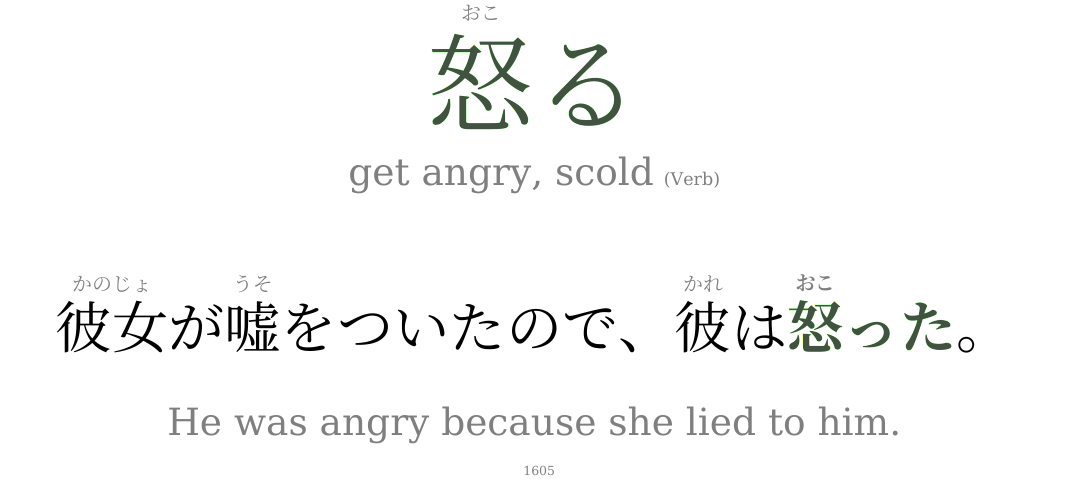 おこ
怒る
get angry, scold (Verb)
かのじょ うそ かれ おこ
彼女が嘘をついたので、彼は怒った。
He was angry because she lied to him.
1605